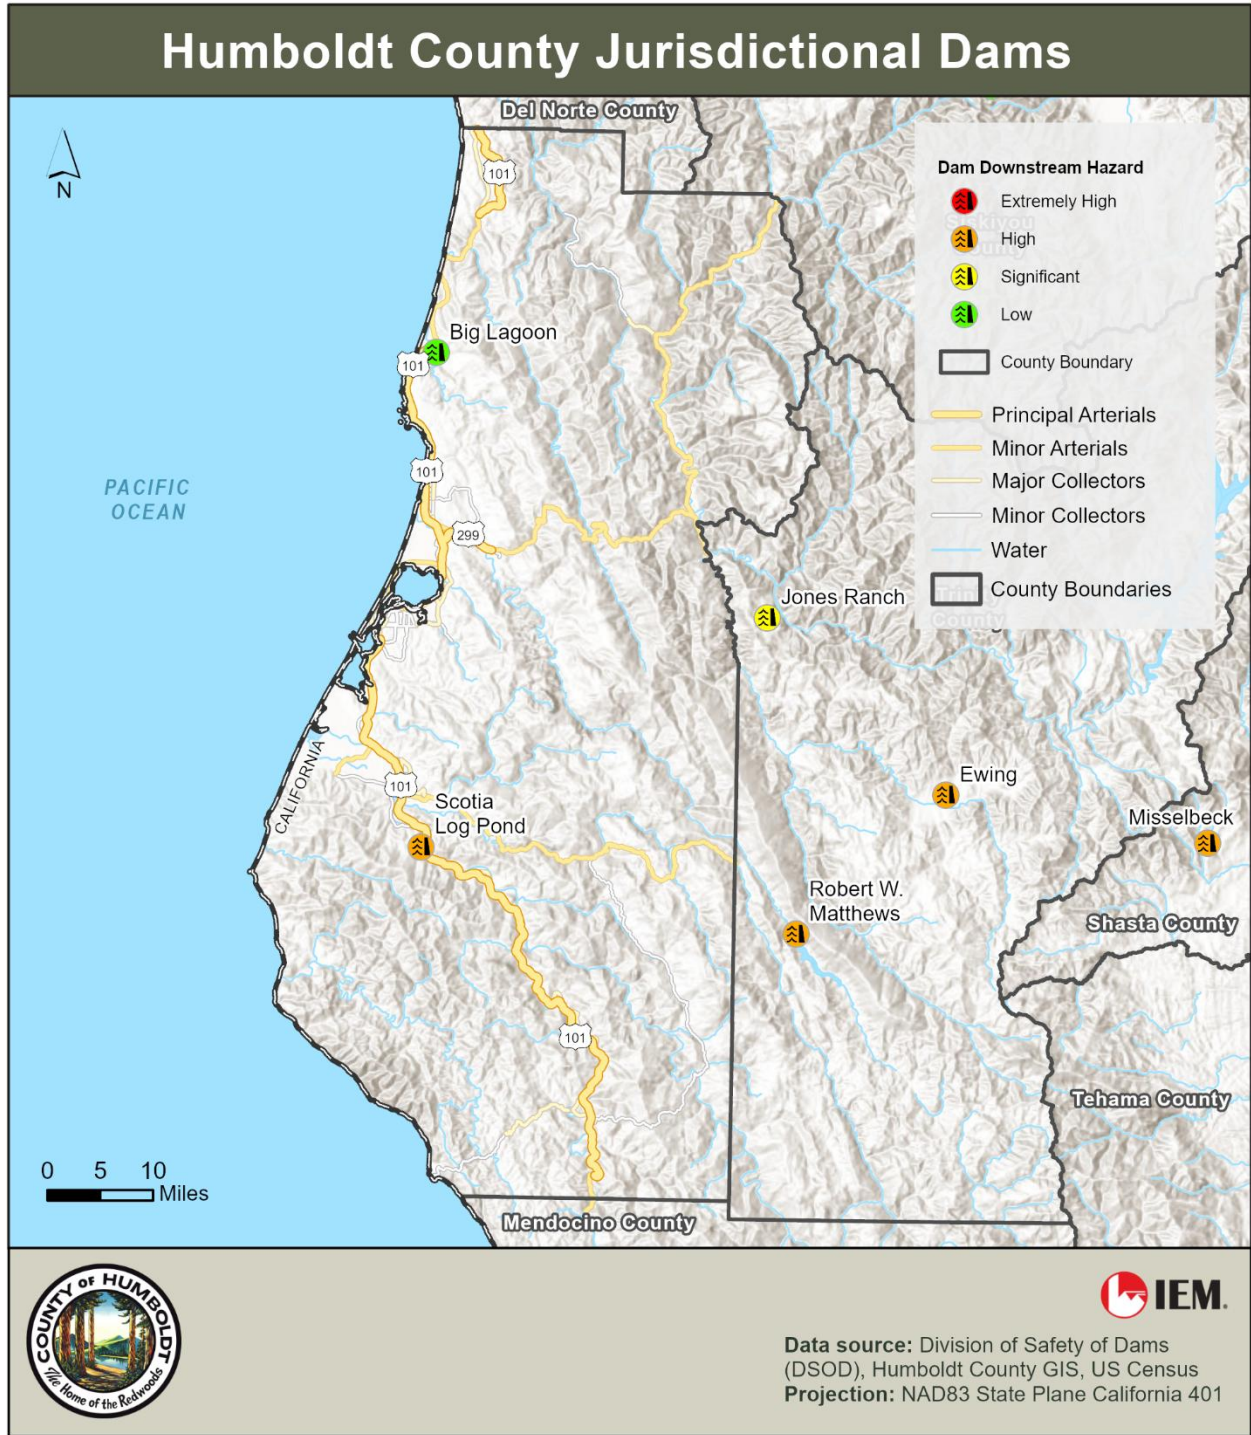 Humboldt County Jurisdictional Dams
Del Norte County
N
101
Dam Downstream Hazard
Extremely High
Siskiyou
County
High
Significant
Low
County Boundary
Principal Arterials
Minor Arterials
Major Collectors
Minor Collectors
Water
County Boundaries
Trinity
County
Big Lagoon
101
101
PACIFIC
OCEAN
299
Jones Ranch
CALIFORNIA
101
Scotia
Log Pond
Ewing
Misselbeck
Robert W.
Matthews
Shasta County
101
Tehama County
0 5 10
Miles
Mendocino County
COUNTY OF HUMBOLDT
The Home of the Redwoods
IEM.
Data source: Division of Safety of Dams
(DSOD), Humboldt County GIS, US Census
Projection: NAD83 State Plane California 401